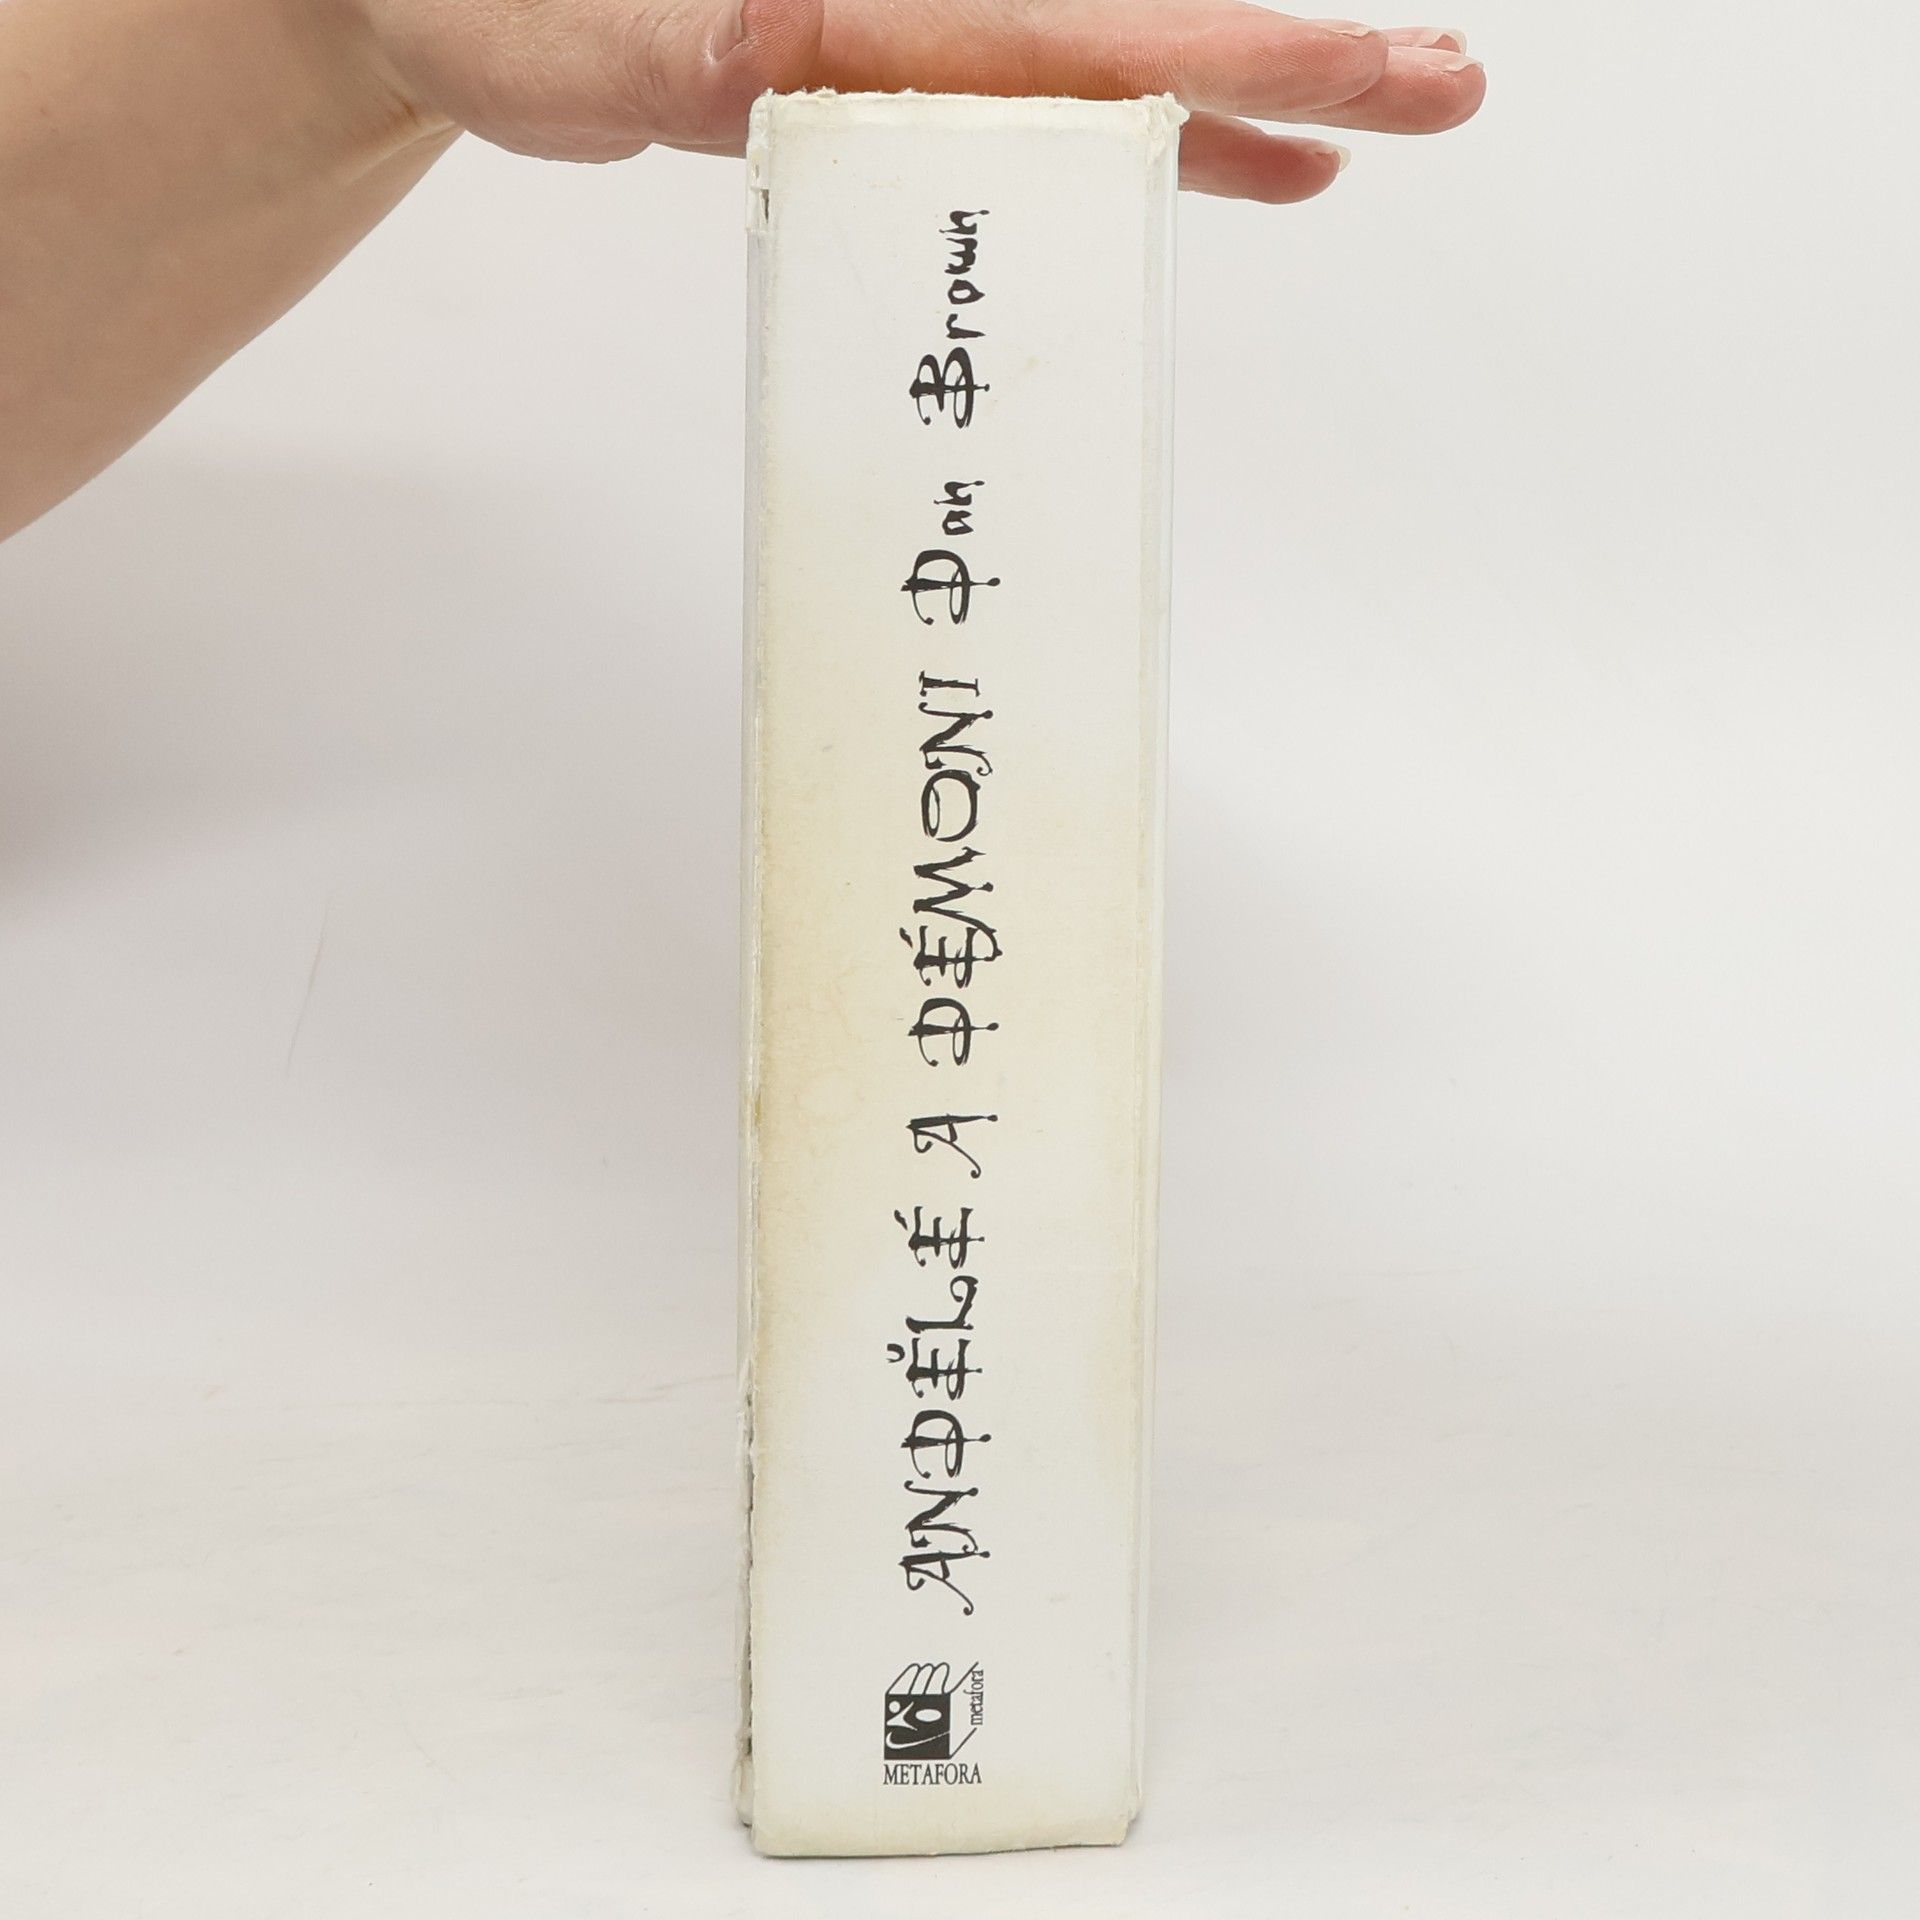 ANDĚLÉ A DÉMONI Dan Brown
metafora
METAFORA